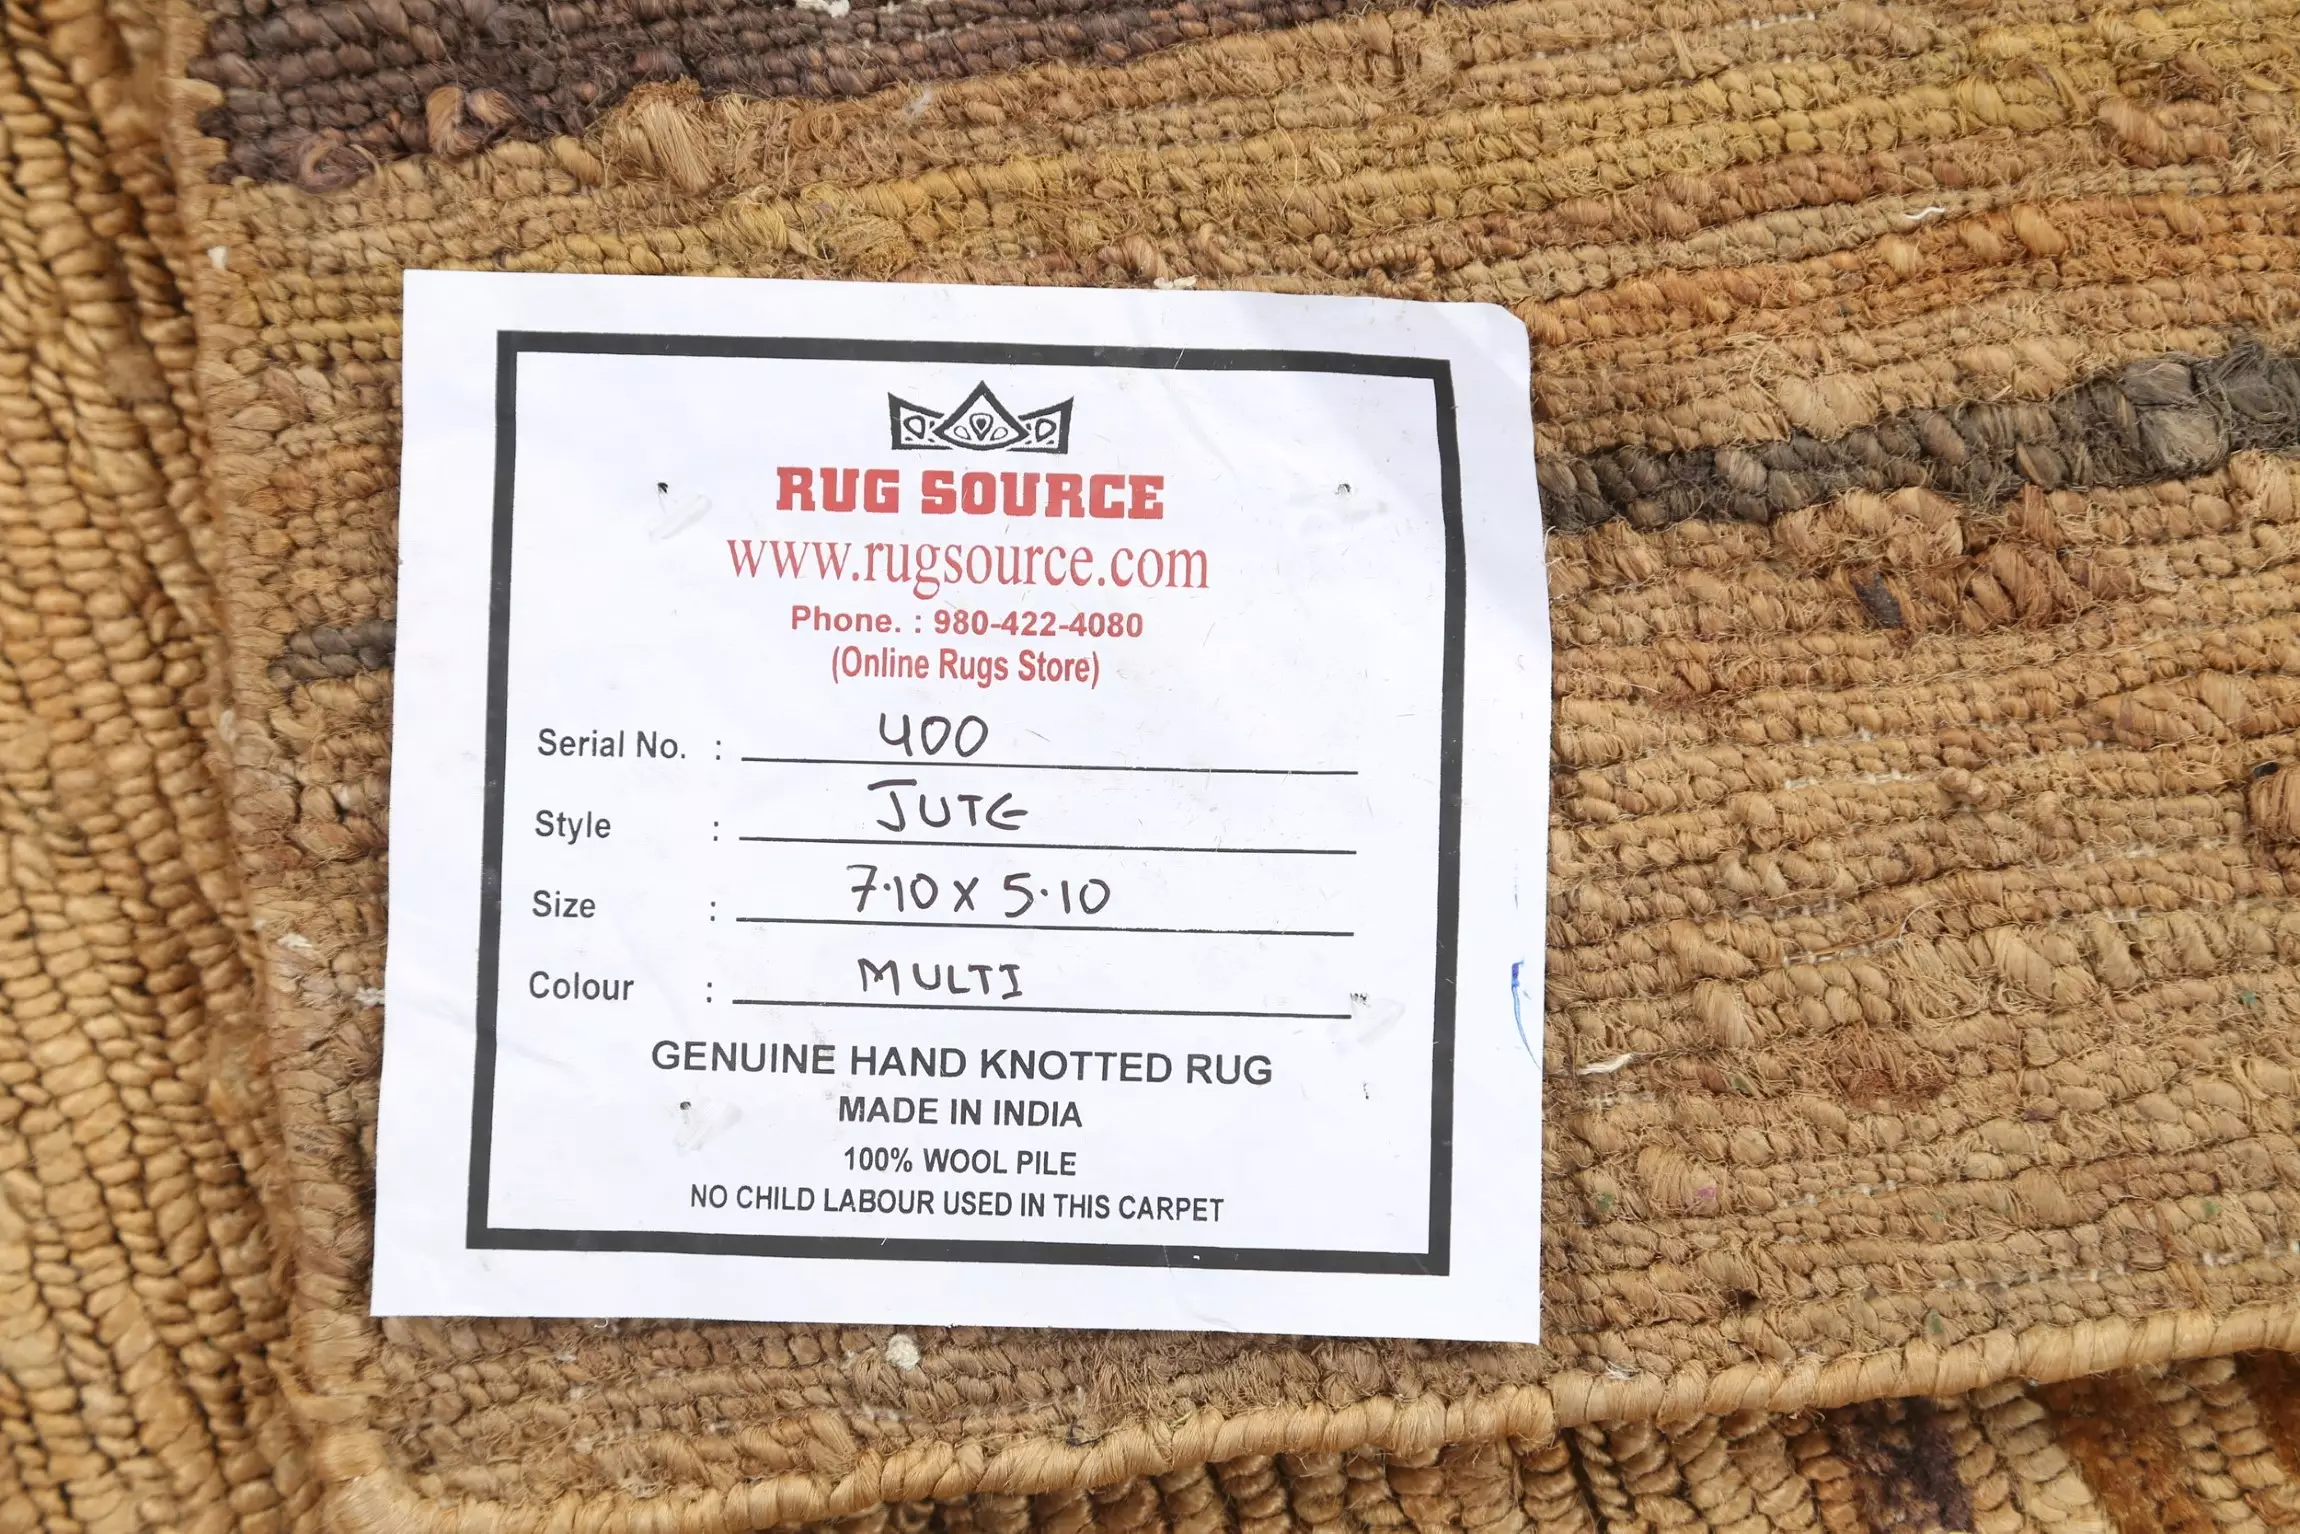 RUG SOURCE
www.rugsource.com
Phone. : 980-422-4080
(Online Rugs Store)
Serial No. : 400
Style : JUTE
Size : 7.10 x 5.10
Colour : MULTI
GENUINE HAND KNOTTED RUG
MADE IN INDIA
100% WOOL PILE
NO CHILD LABOUR USED IN THIS CARPET